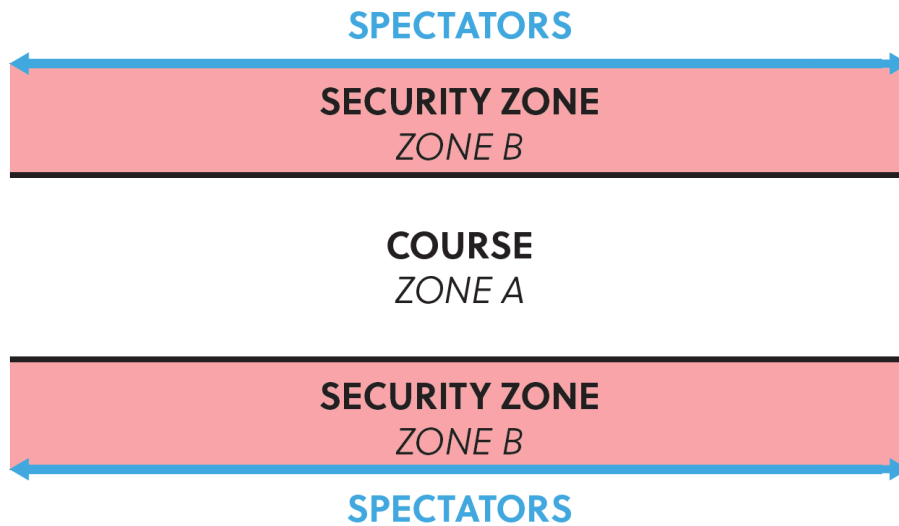 SPECTATORS
SECURITY ZONE
ZONE B
COURSE
ZONE A
SECURITY ZONE
ZONE B
SPECTATORS